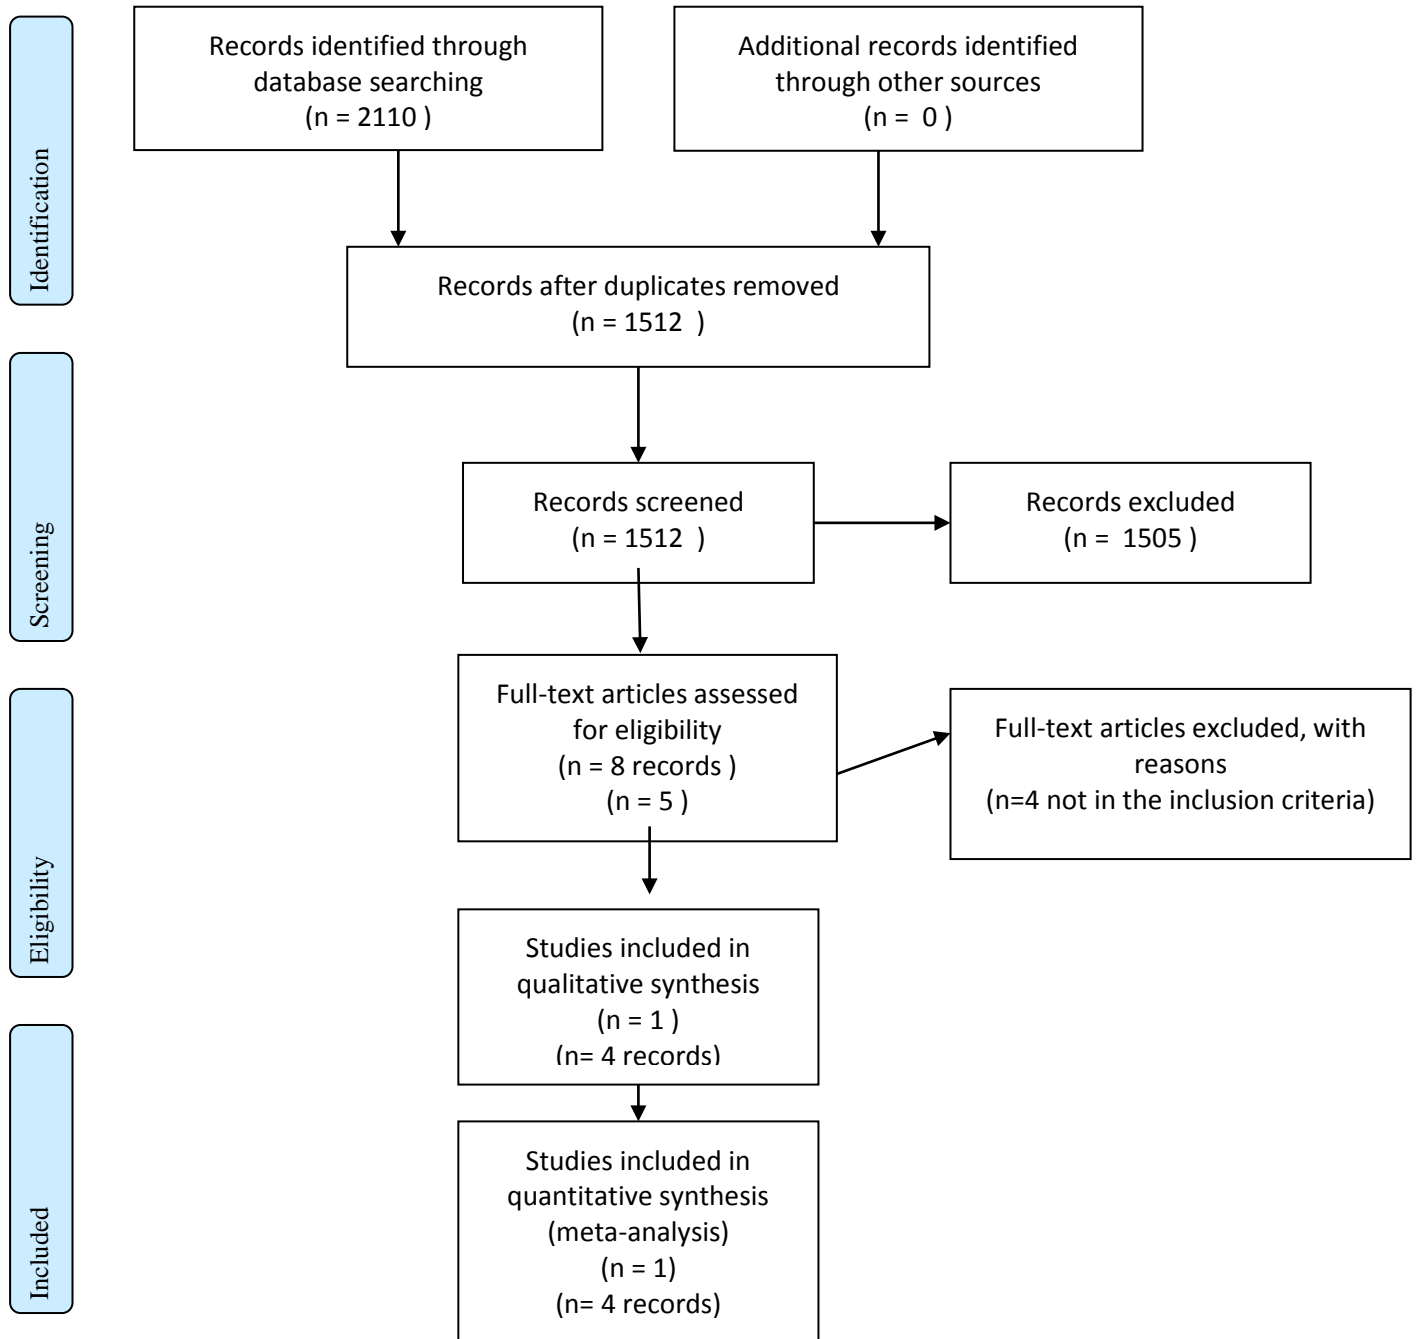 Identification
Records identified through
database searching
(n = 2110 )
Additional records identified
through other sources
(n =  0 )
Records after duplicates removed
(n = 1512  )
Screening
Records screened
(n = 1512  )
Records excluded
(n =  1505 )
Eligibility
Full-text articles assessed
for eligibility
(n = 8 records )
(n = 5 )
Full-text articles excluded, with
reasons
(n=4 not in the inclusion criteria)
Studies included in
qualitative synthesis
(n = 1 )
(n= 4 records)
Included
Studies included in
quantitative synthesis
(meta-analysis)
(n = 1)
(n= 4 records)